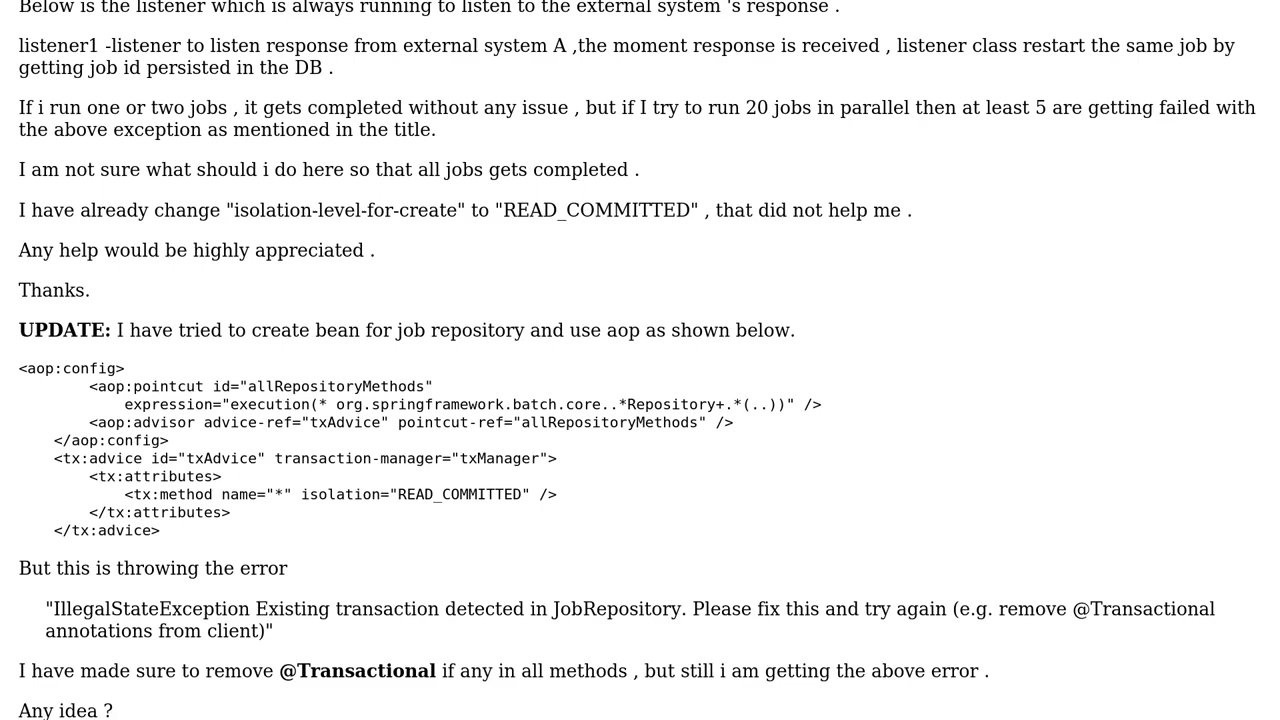 Below is the listener which is always running to listen to the external system 's response .
listener1 -listener to listen response from external system A ,the moment response is received , listener class restart the same job by
getting job id persisted in the DB .
If i run one or two jobs , it gets completed without any issue , but if I try to run 20 jobs in parallel then at least 5 are getting failed with
the above exception as mentioned in the title.
I am not sure what should i do here so that all jobs gets completed .
I have already change "isolation-level-for-create" to "READ_COMMITTED" , that did not help me .
Any help would be highly appreciated .
Thanks.
UPDATE: I have tried to create bean for job repository and use aop as shown below.
<aop:config>
        <aop:pointcut id="allRepositoryMethods"
            expression="execution(* org.springframework.batch.core..*Repository+.*(..))" />
        <aop:advisor advice-ref="txAdvice" pointcut-ref="allRepositoryMethods" />
    </aop:config>
    <tx:advice id="txAdvice" transaction-manager="txManager">
        <tx:attributes>
            <tx:method name="*" isolation="READ_COMMITTED" />
        </tx:attributes>
    </tx:advice>
But this is throwing the error
"IllegalStateException Existing transaction detected in JobRepository. Please fix this and try again (e.g. remove @Transactional
annotations from client)"
I have made sure to remove @Transactional if any in all methods , but still i am getting the above error .
Any idea ?